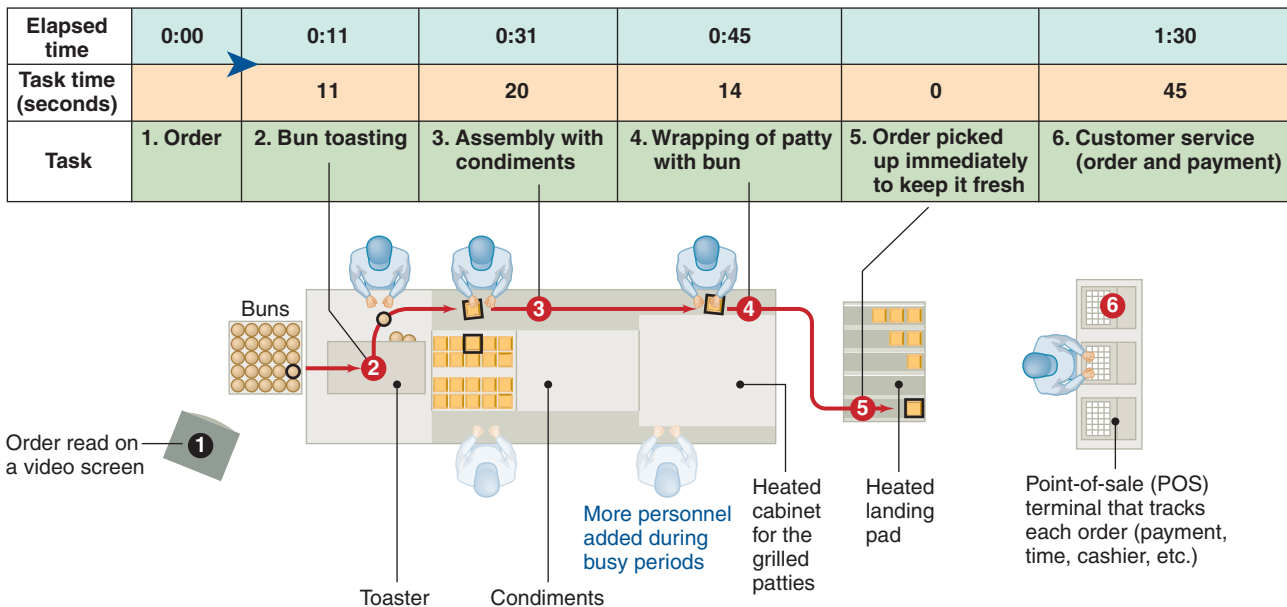 Elapsed
time
0:00
0:11
0:31
0:45
1:30
Task time
(seconds)
11
20
14
0
45
Task
1. Order
2. Bun toasting
3. Assembly with
condiments
4. Wrapping of patty
with bun
5. Order picked
up immediately
to keep it fresh
6. Customer service
(order and payment)
Buns
2
3
4
5
6
1
Order read on
a video screen
More personnel
added during
busy periods
Toaster
Condiments
Heated
cabinet
for the
grilled
patties
Heated
landing
pad
Point-of-sale (POS)
terminal that tracks
each order (payment,
time, cashier, etc.)